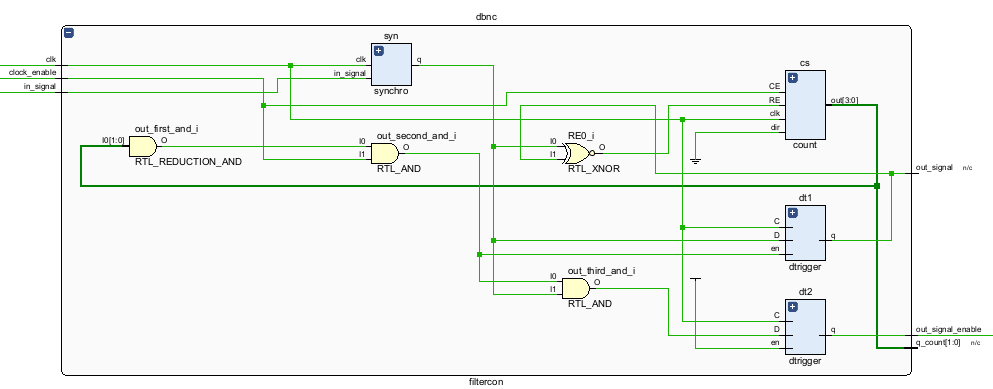 dbnc
clk
clock_enable
in_signal
syn
clk
in_signal
q
synchro
cs
CE
RE
clk
dir
out[3:0]
count
I0[1:0]
out_first_and_i
O
RTL_REDUCTION_AND
out_second_and_i
I0
I1
O
RTL_AND
RE0_i
I0
I1
O
RTL_XNOR
out_signal n/c
dt1
C
D
en
q
dtrigger
out_third_and_i
I0
I1
O
RTL_AND
dt2
C
D
en
q
dtrigger
out_signal_enable
q_count[1:0] n/c
filtercon